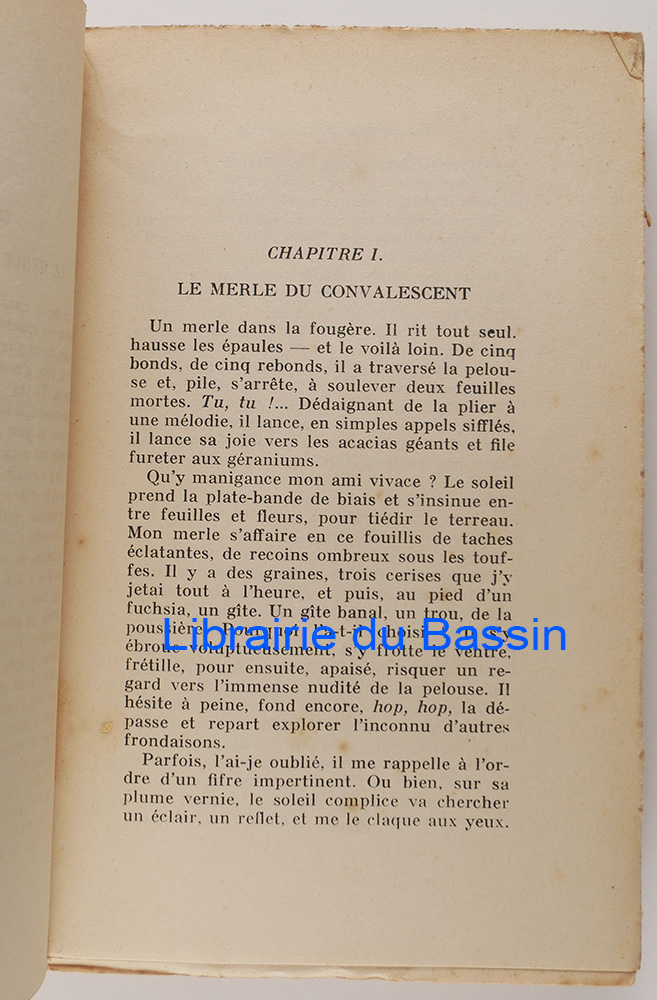 CHAPITRE I.
LE MERLE DU CONVALESCENT
Un merle dans la fougère. Il rit tout seul.
hausse les épaules — et le voilà loin. De cinq
bonds, de cinq rebonds, il a traversé la pelou-
se et, pile, s'arrête, à soulever deux feuilles
mortes. Tu, tu !... Dédaignant de la plier à
une mélodie, il lance, en simples appels sifflés,
il lance sa joie vers les acacias géants et file
fureter aux géraniums.
Qu'y manigance mon ami vivace ? Le soleil
prend la plate-bande de biais et s'insinue en-
tre feuilles et fleurs, pour tiédir le terreau.
Mon merle s'affaire en ce fouillis de taches
éclatantes, de recoins ombreux sous les touf-
fes. Il y a des graines, trois cerises que j'y
jetai tout à l'heure, et puis, au pied d'un
fuchsia, un gîte. Un gîte banal, un trou, de la
poussière. Pourquoi l'a-t-il choisi s'y
Librairie du Bassin
ébroue voluptueusement, s'y frotte le ventre,
frétille, pour ensuite, apaisé, risquer un re-
gard vers l'immense nudité de la pelouse. Il
hésite à peine, fond encore, hop, hop, la dé-
passe et repart explorer l'inconnu d'autres
frondaisons.
Parfois, l'ai-je oublié, il me rappelle à l'or-
dre d'un fifre impertinent. Ou bien, sur sa
plume vernie, le soleil complice va chercher
un éclair, un reflet, et me le claque aux yeux.